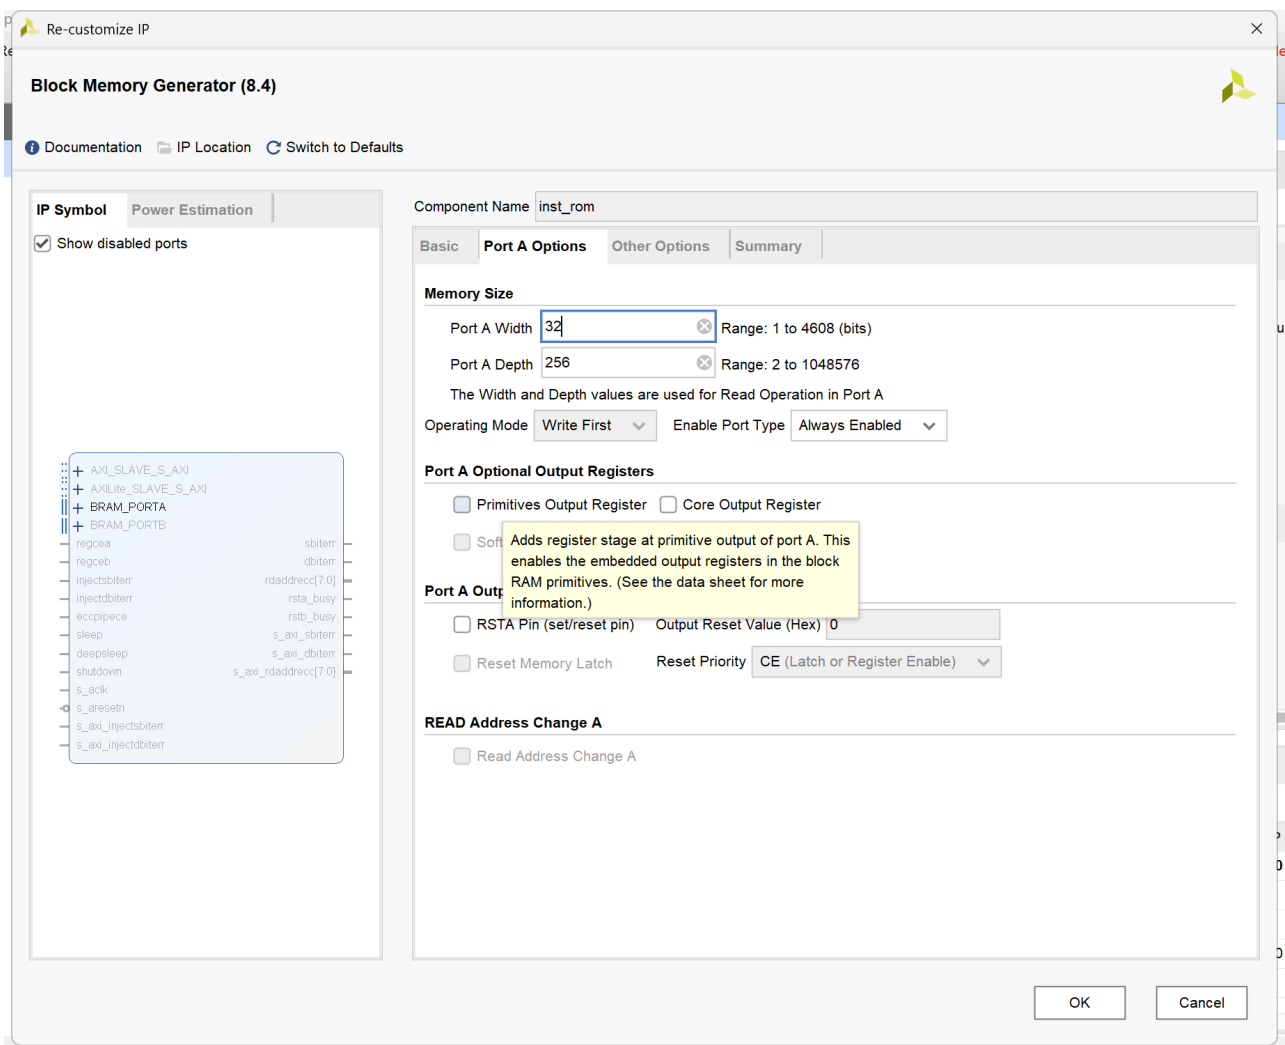 Re-customize IP
Block Memory Generator (8.4)
Documentation IP Location Switch to Defaults
IP Symbol Power Estimation
Show disabled ports
AXI_SLAVE_S_AXI
AXILite_SLAVE_S_AXI
BRAM_PORTA
BRAM_PORTB
regcea sbiterr
regceb dbiterr
injectsbiterr rdaddrecc[7:0]
injectdbiterr rsta_busy
eccpipece rstb_busy
sleep s_axi_sbiterr
deepsleep s_axi_dbiterr
shutdown s_axi_rdaddrecc[7:0]
s_aclk
s_aresetn
s_axi_injectsbiterr
s_axi_injectdbiterr
Component Name inst_rom
Basic Port A Options Other Options Summary
Memory Size
Port A Width 32 Range: 1 to 4608 (bits)
Port A Depth 256 Range: 2 to 1048576
The Width and Depth values are used for Read Operation in Port A
Operating Mode Write First Enable Port Type Always Enabled
Port A Optional Output Registers
Primitives Output Register Core Output Register
Soft
Adds register stage at primitive output of port A. This
enables the embedded output registers in the block
RAM primitives. (See the data sheet for more
information.)
Port A Outp
RSTA Pin (set/reset pin) Output Reset Value (Hex) 0
Reset Memory Latch Reset Priority CE (Latch or Register Enable)
READ Address Change A
Read Address Change A
OK Cancel